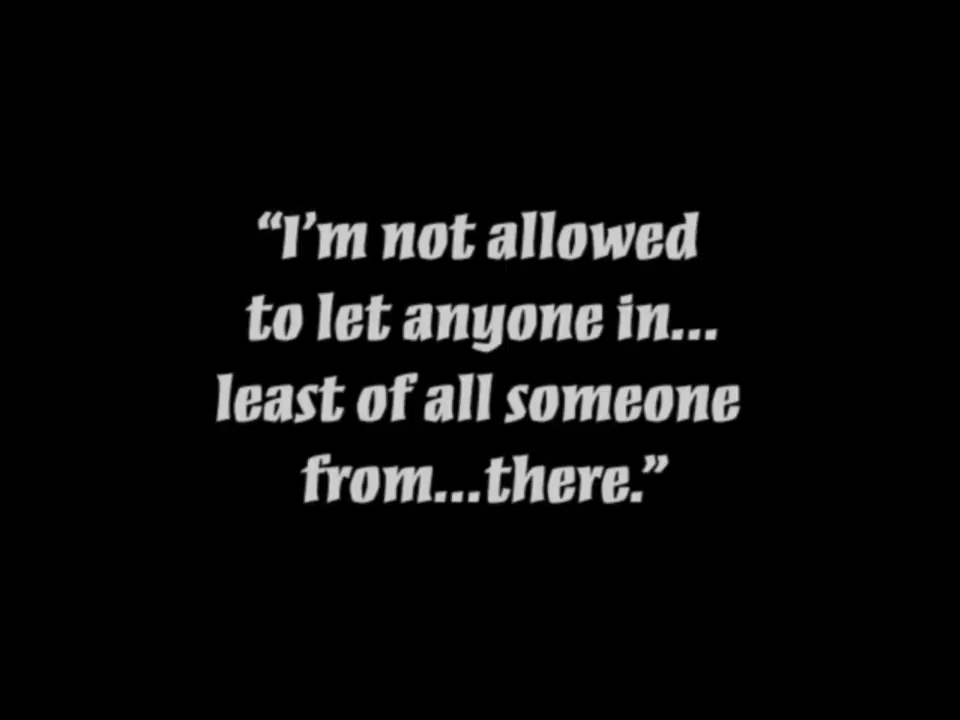 “I’m not allowed
to let anyone in...
least of all someone
from...there.”